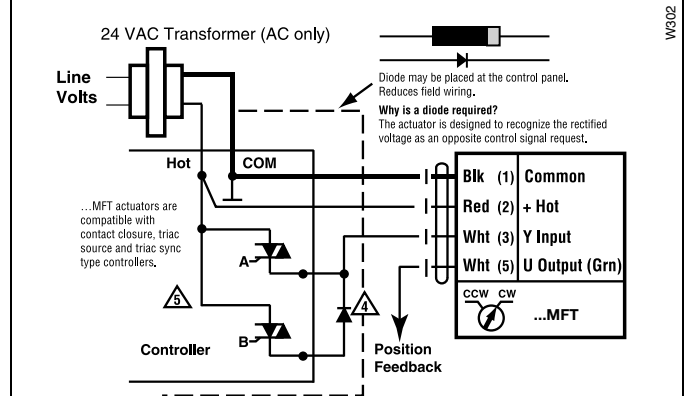 W302
24 VAC Transformer (AC only)
Line
Volts
Diode may be placed at the control panel.
Reduces field wiring.
Why is a diode required?
The actuator is designed to recognize the rectified
voltage as an opposite control signal request.
Hot
COM
Blk (1) Common
Red (2) + Hot
Wht (3) Y Input
Wht (5) U Output (Grn)
...MFT actuators are
compatible with
contact closure, triac
source and triac sync
type controllers.
A
5
4
B
CCW CW
...MFT
Controller
Position
Feedback